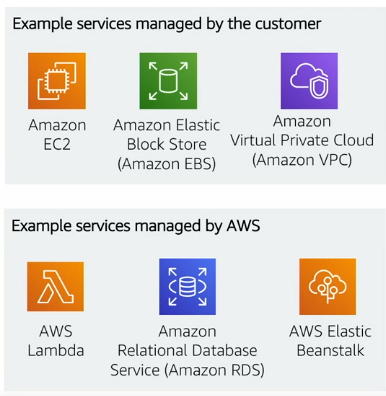 Example services managed by the customer
Amazon
EC2
Amazon Elastic
Block Store
(Amazon EBS)
Amazon
Virtual Private Cloud
(Amazon VPC)
Example services managed by AWS
AWS
Lambda
Amazon
Relational Database
Service (Amazon RDS)
AWS Elastic
Beanstalk